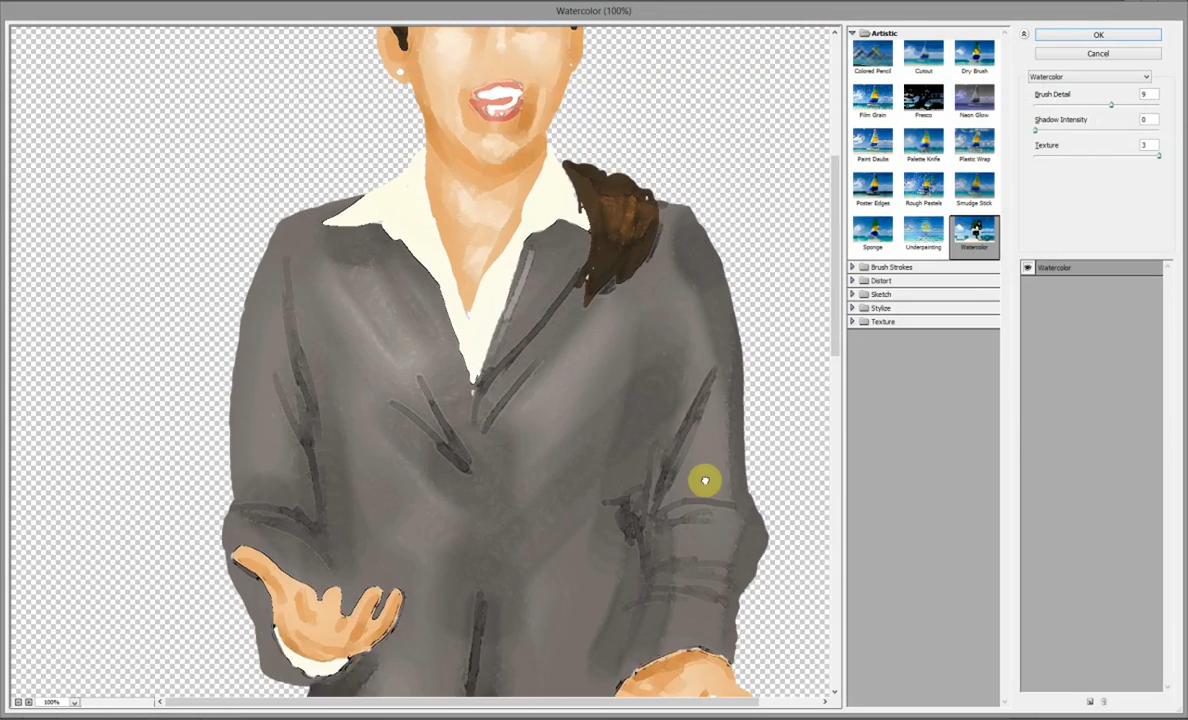 Watercolor (100%)
Artistic
Colored Pencil
Cutout
Dry Brush
Film Grain
Fresco
Neon Glow
Paint Daubs
Palette Knife
Plastic Wrap
Poster Edges
Rough Pastels
Smudge Stick
Sponge
Underpainting
Watercolor
Brush Strokes
Distort
Sketch
Stylize
Texture
OK
Cancel
Watercolor
Brush Detail 9
Shadow Intensity 0
Texture 3
Watercolor
100%